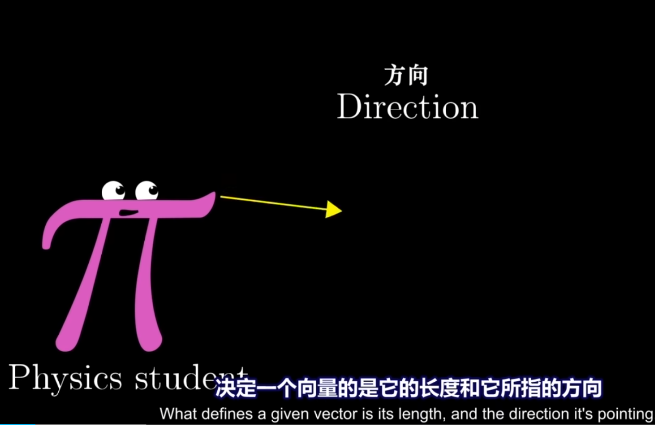 方向
Direction
Physics student
决定一个向量的是它的长度和它所指的方向
What defines a given vector is its length, and the direction it's pointing